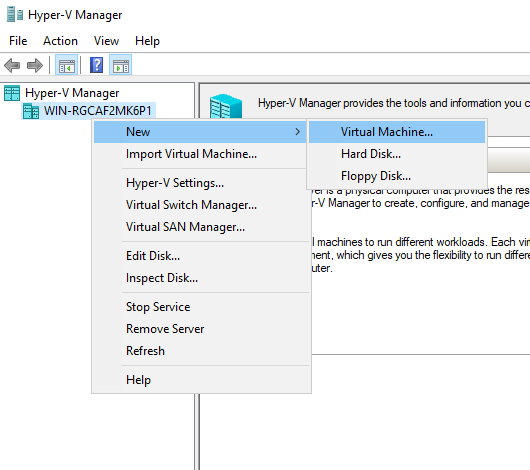 Hyper-V Manager
File Action View Help
Hyper-V Manager
WIN-RGCAF2MK6P1
Hyper-V Manager provides the tools and information you c
New
Virtual Machine...
Import Virtual Machine...
Hard Disk...
Floppy Disk...
Hyper-V Settings...
is a physical computer that provides the res
Virtual Switch Manager...
r-V Manager to create, configure, and manage
Virtual SAN Manager...
l machines to run different workloads. Each vir
Edit Disk...
ment, which gives you the flexibility to run differe
uter.
Inspect Disk...
Stop Service
Remove Server
Refresh
Help